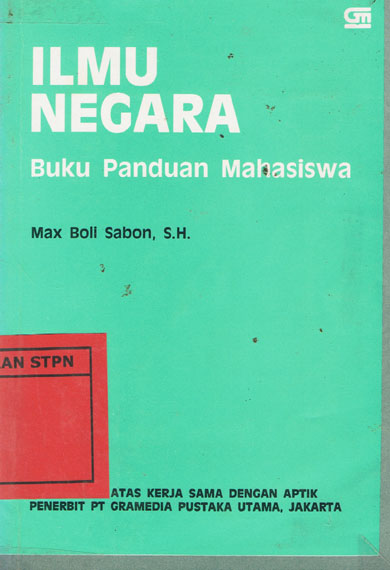 GM
ILMU
NEGARA
Buku Panduan Mahasiswa
Max Boli Sabon, S.H.
AN STPN
ATAS KERJA SAMA DENGAN APTIK
PENERBIT PT GRAMEDIA PUSTAKA UTAMA, JAKARTA